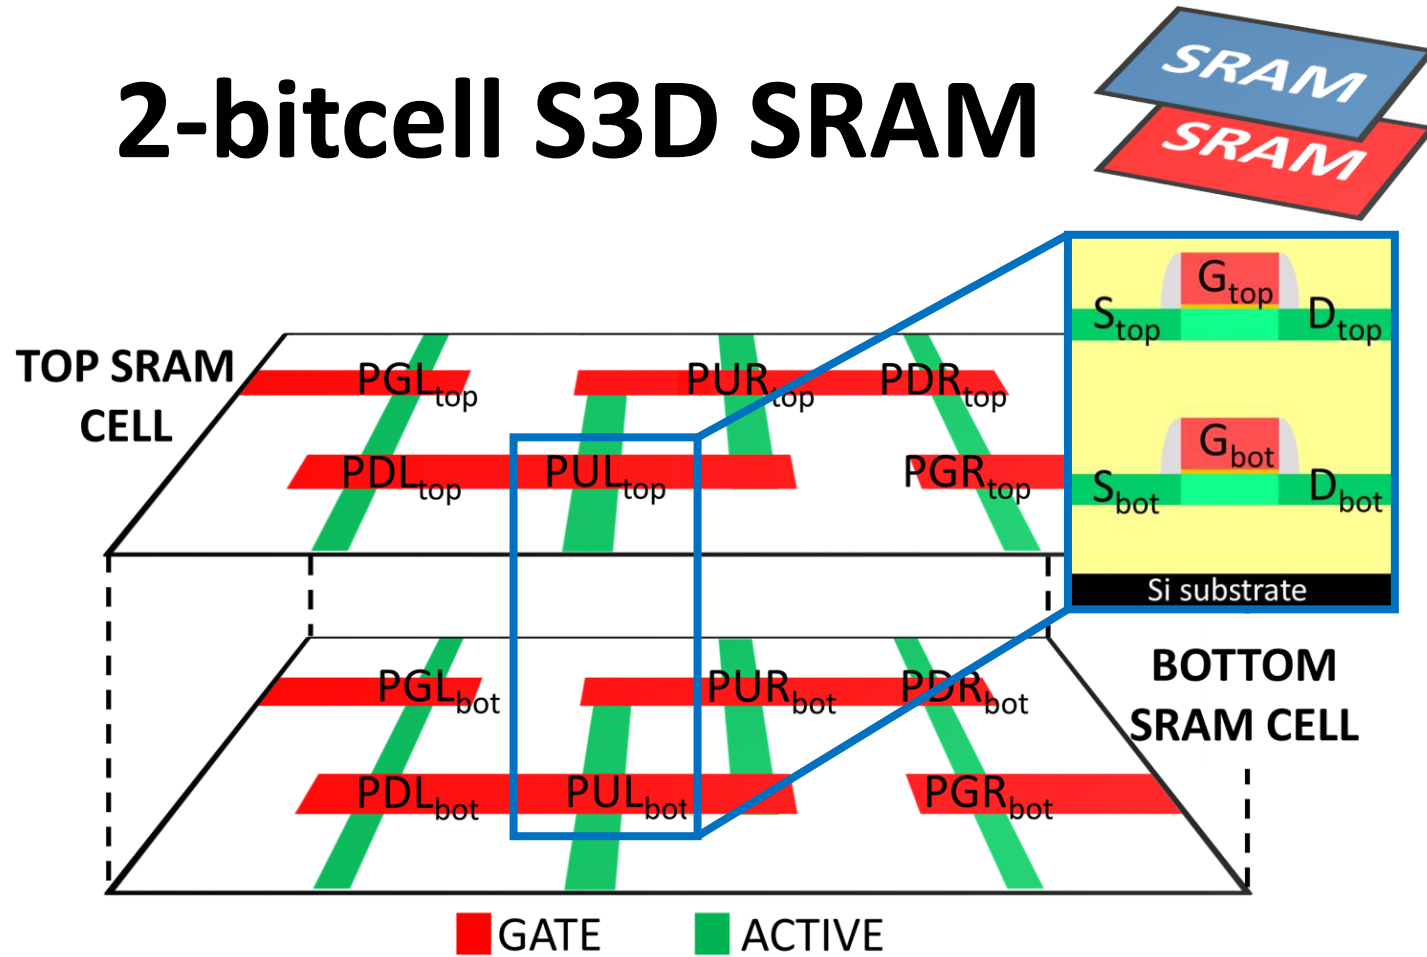 2-bitcell S3D SRAM
SRAM
SRAM
TOP SRAM
CELL
PGLtop
PURtop
PDRtop
PDLtop
PULtop
PGRtop
Gtop
Stop
Dtop
Gbot
Sbot
Dbot
Si substrate
PGLbot
PURbot
PDRbot
PDLbot
PULbot
PGRbot
BOTTOM
SRAM CELL
GATE
ACTIVE